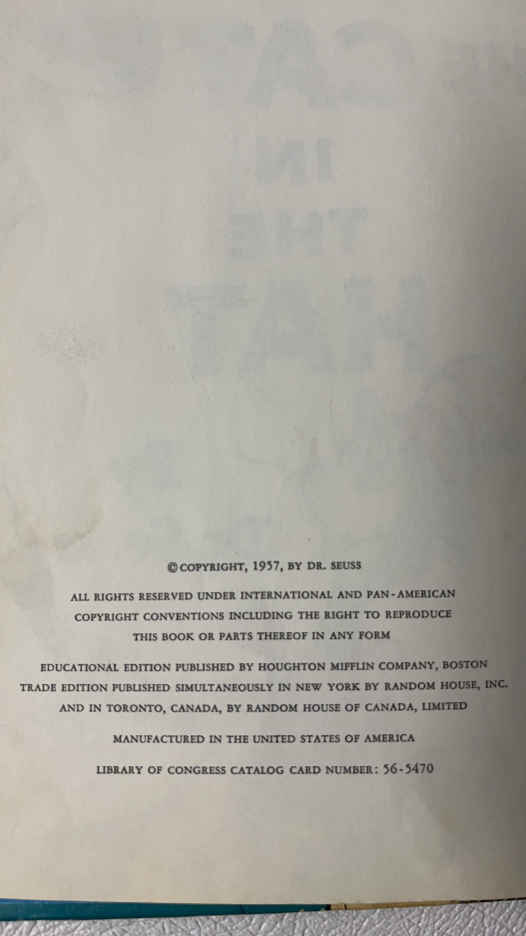 © COPYRIGHT, 1957, BY DR. SEUSS
ALL RIGHTS RESERVED UNDER INTERNATIONAL AND PAN-AMERICAN
COPYRIGHT CONVENTIONS INCLUDING THE RIGHT TO REPRODUCE
THIS BOOK OR PARTS THEREOF IN ANY FORM
EDUCATIONAL EDITION PUBLISHED BY HOUGHTON MIFFLIN COMPANY, BOSTON
TRADE EDITION PUBLISHED SIMULTANEOUSLY IN NEW YORK BY RANDOM HOUSE, INC.
AND IN TORONTO, CANADA, BY RANDOM HOUSE OF CANADA, LIMITED
MANUFACTURED IN THE UNITED STATES OF AMERICA
LIBRARY OF CONGRESS CATALOG CARD NUMBER: 56-5470